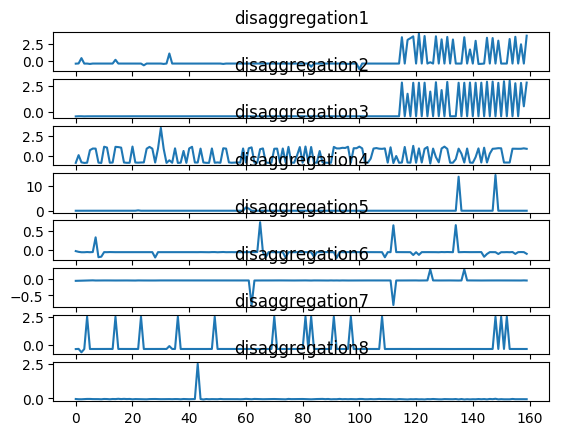 disaggregation1
2.5
0.0
disaggregation2
2.5
0.0
disaggregation3
2.5
0.0
disaggregation4
10
0
disaggregation5
0.5
0.0
disaggregation6
0.0
−0.5
disaggregation7
2.5
0.0
disaggregation8
2.5
0.0
0 20 40 60 80 100 120 140 160